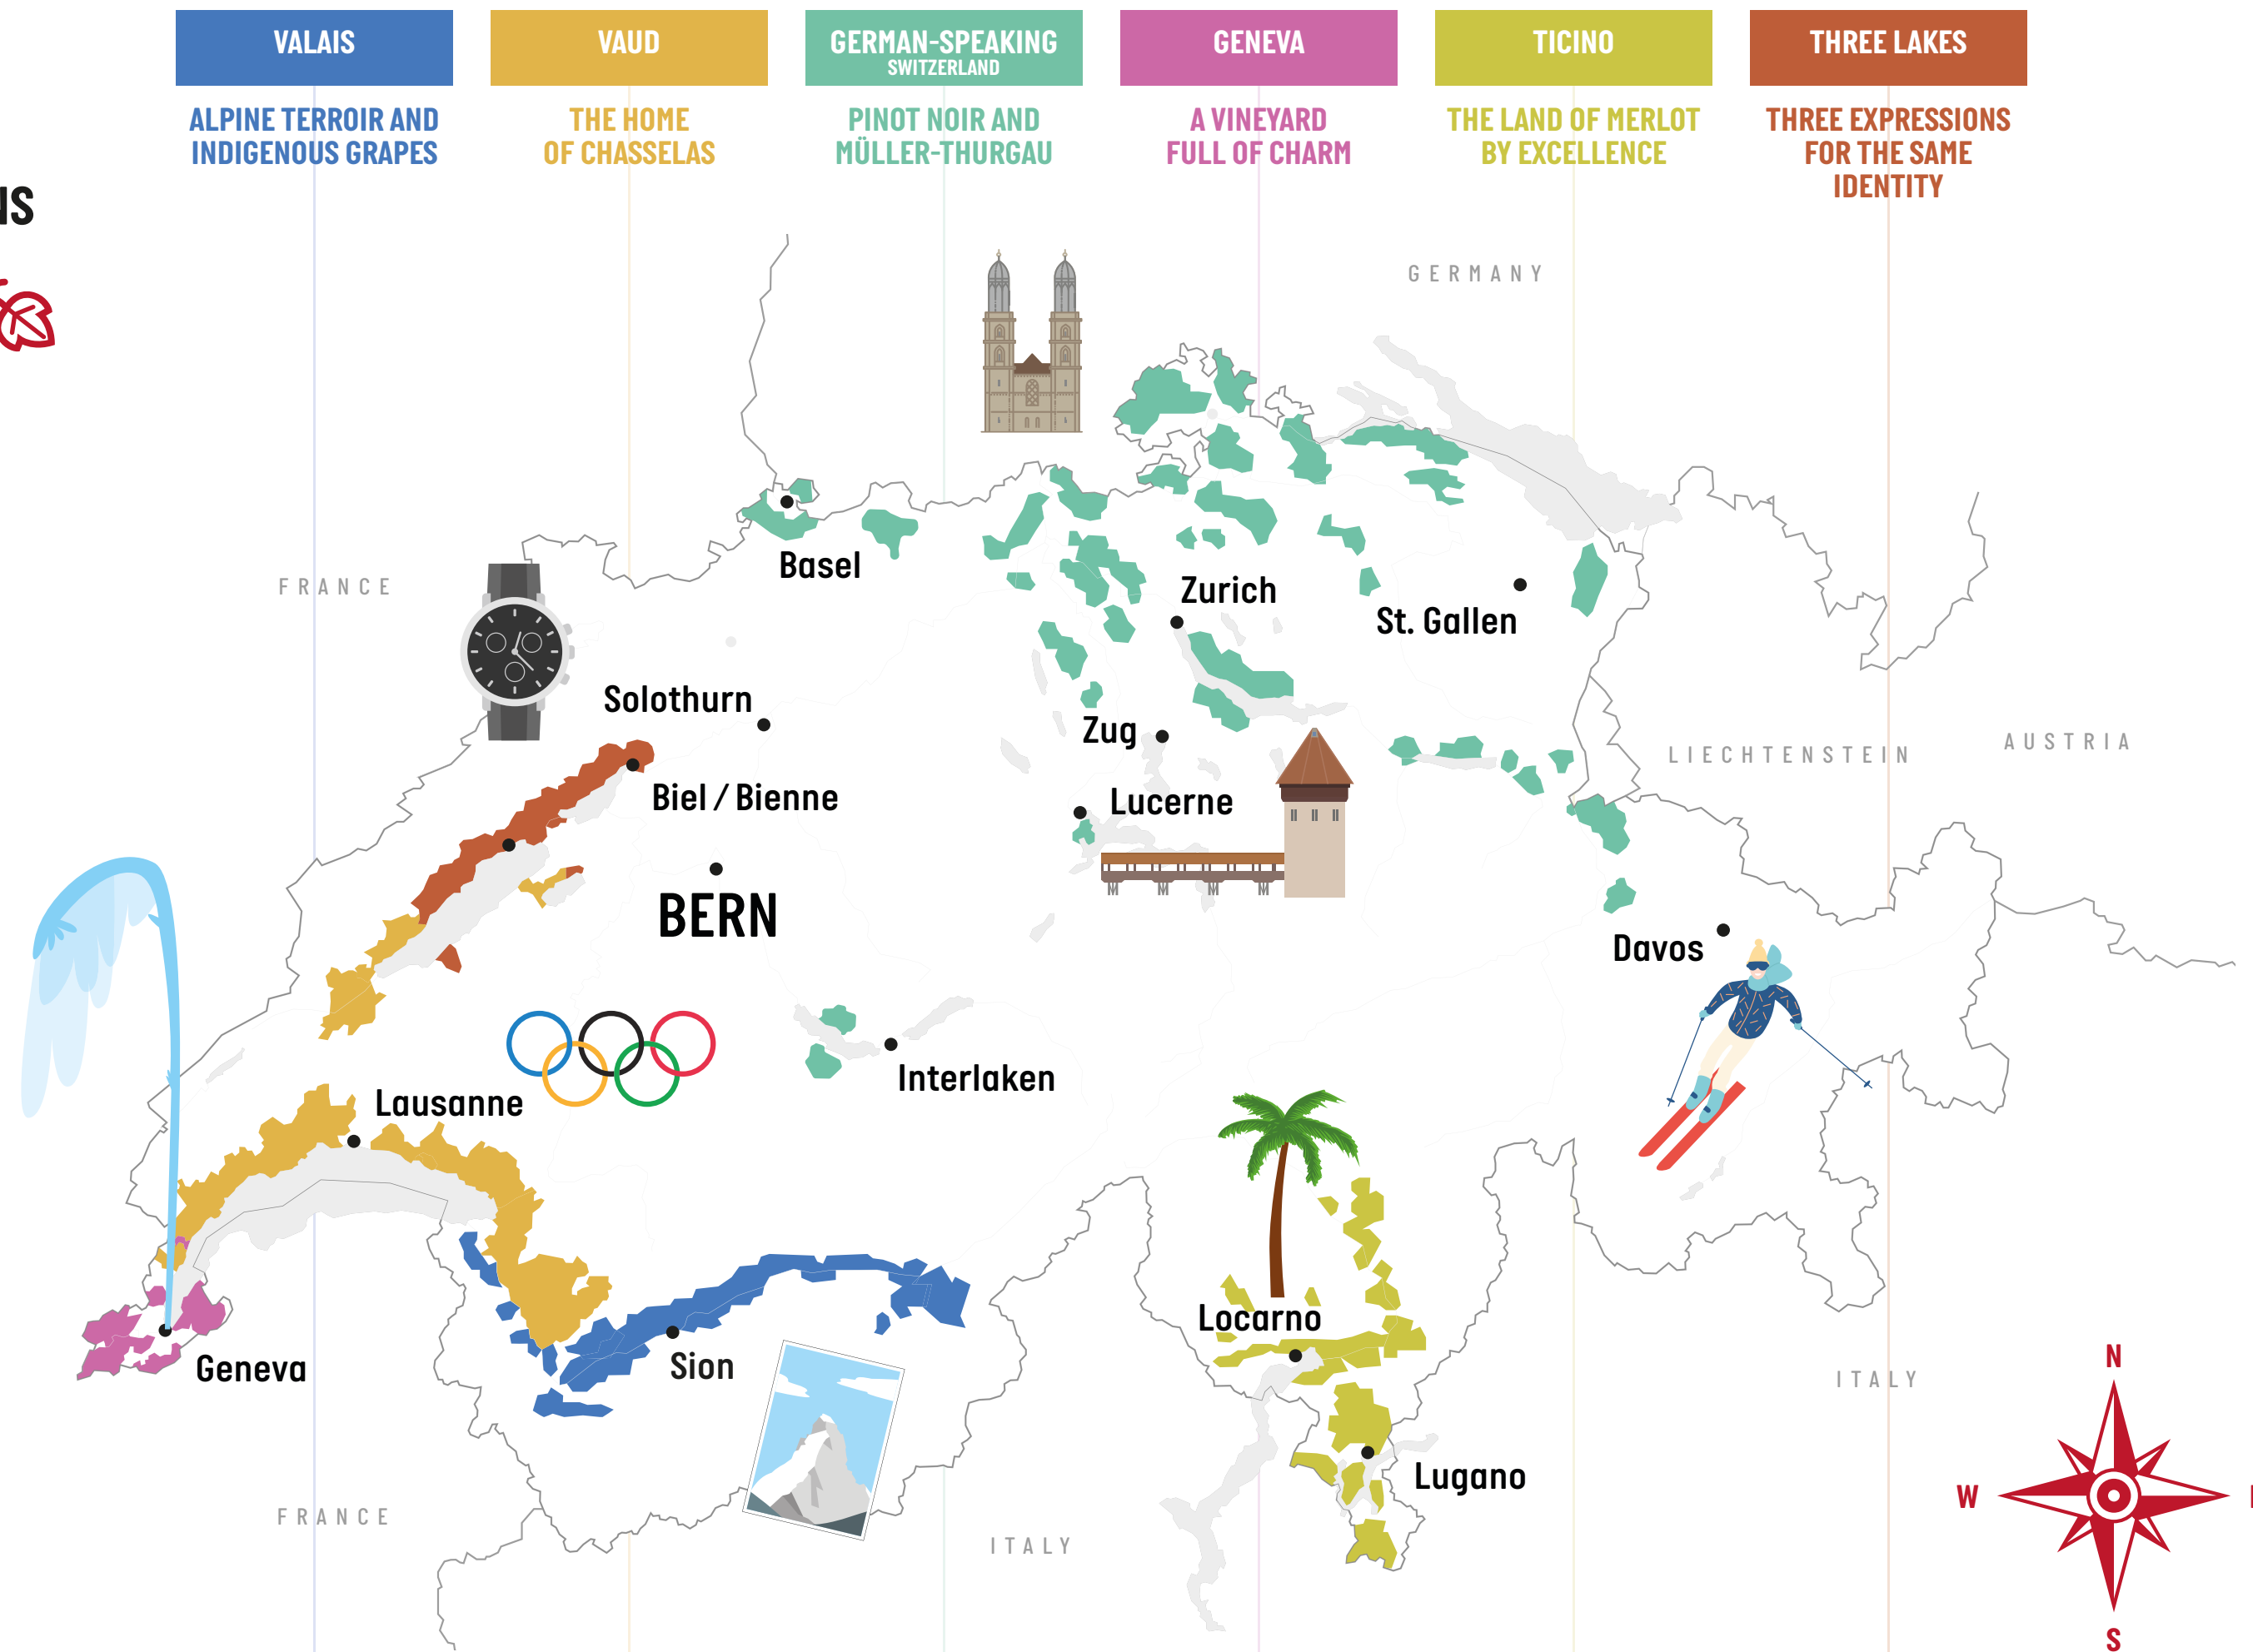 VALAIS
ALPINE TERROIR AND
INDIGENOUS GRAPES
VAUD
THE HOME
OF CHASSELAS
GERMAN-SPEAKING
SWITZERLAND
PINOT NOIR AND
MÜLLER-THURGAU
GENEVA
A VINEYARD
FULL OF CHARM
TICINO
THE LAND OF MERLOT
BY EXCELLENCE
THREE LAKES
THREE EXPRESSIONS
FOR THE SAME
IDENTITY
GERMANY
FRANCE
Basel
Zurich
St. Gallen
Solothurn
Zug
LIECHTENSTEIN
AUSTRIA
Biel / Bienne
Lucerne
BERN
Davos
Interlaken
Lausanne
Locarno
Geneva
Sion
ITALY
Lugano
FRANCE
ITALY
N
W
S